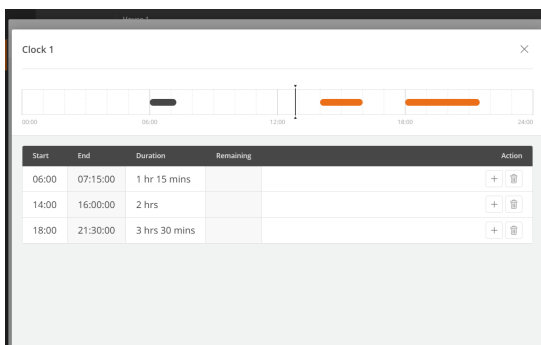 House 1
Clock 1
00:00 06:00 12:00 18:00 24:00
Start End Duration Remaining Action
06:00 07:15:00 1 hr 15 mins
14:00 16:00:00 2 hrs
18:00 21:30:00 3 hrs 30 mins